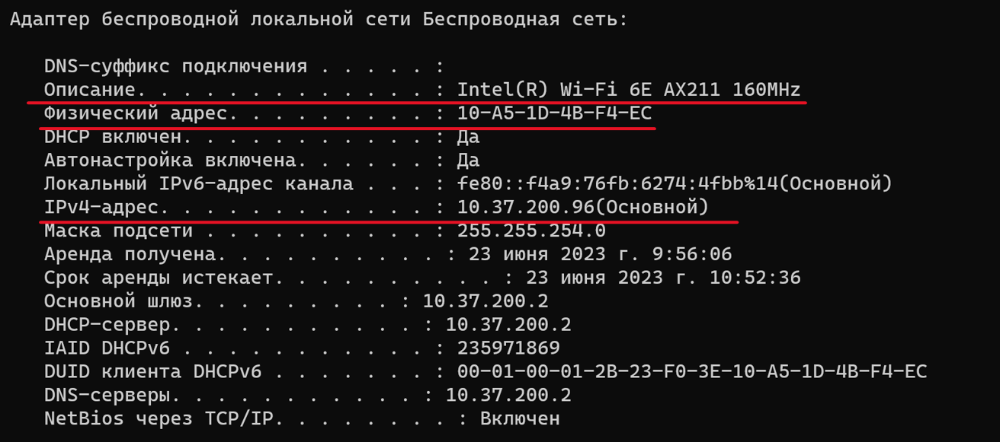 Адаптер беспроводной локальной сети Беспроводная сеть:
DNS-суффикс подключения . . . . . :
Описание. . . . . . . . . . . . . : Intel(R) Wi-Fi 6E AX211 160MHz
Физический адрес. . . . . . . . . : 10-A5-1D-4B-F4-EC
DHCP включен. . . . . . . . . . . : Да
Автонастройка включена. . . . . . : Да
Локальный IPv6-адрес канала . . . : fe80::f4a9:76fb:6274:4fbb%14(Основной)
IPv4-адрес. . . . . . . . . . . . : 10.37.200.96(Основной)
Маска подсети . . . . . . . . . . : 255.255.254.0
Аренда получена. . . . . . . . . . : 23 июня 2023 г. 9:56:06
Срок аренды истекает. . . . . . . . . . : 23 июня 2023 г. 10:52:36
Основной шлюз. . . . . . . . . : 10.37.200.2
DHCP-сервер. . . . . . . . . . . : 10.37.200.2
IAID DHCPv6 . . . . . . . . . . . : 235971869
DUID клиента DHCPv6 . . . . . . . : 00-01-00-01-2B-23-F0-3E-10-A5-1D-4B-F4-EC
DNS-серверы. . . . . . . . . . . : 10.37.200.2
NetBios через TCP/IP. . . . . . . . : Включен